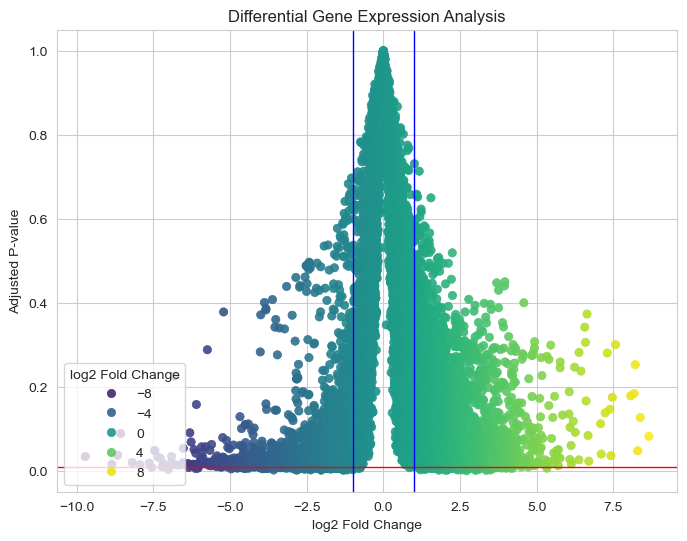 Differential Gene Expression Analysis
Adjusted P-value
1.0
0.8
0.6
0.4
0.2
0.0
log2 Fold Change
−8
−4
0
4
8
−10.0 −7.5 −5.0 −2.5 0.0 2.5 5.0 7.5
log2 Fold Change